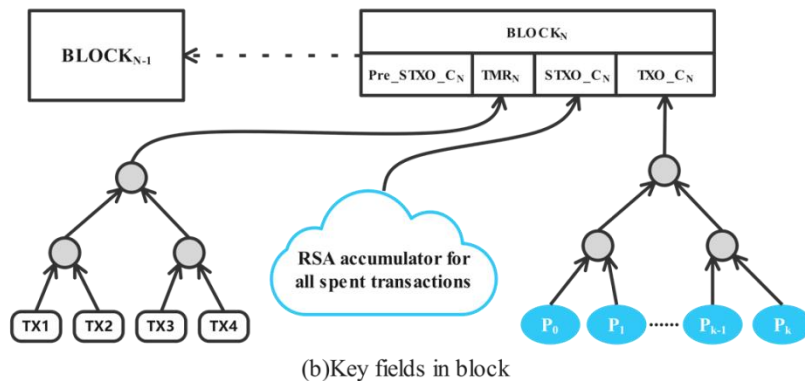 BLOCK_N
BLOCK_N-1
Pre_STXO_C_N TMR_N STXO_C_N TXO_C_N
RSA accumulator for
all spent transactions
TX1 TX2 TX3 TX4
P_0 P_1 ...... P_k-1 P_k
(b)Key fields in block